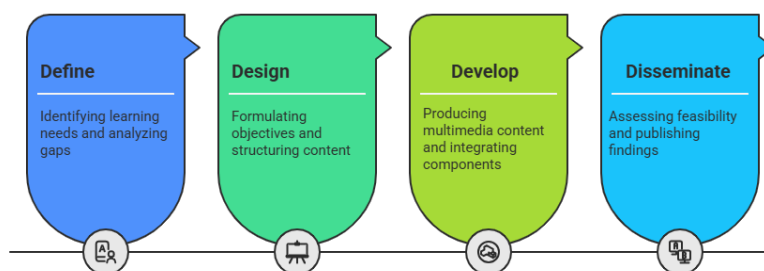 Define
Identifying learning
needs and analyzing
gaps
Design
Formulating
objectives and
structuring content
Develop
Producing
multimedia content
and integrating
components
Disseminate
Assessing feasibility
and publishing
findings